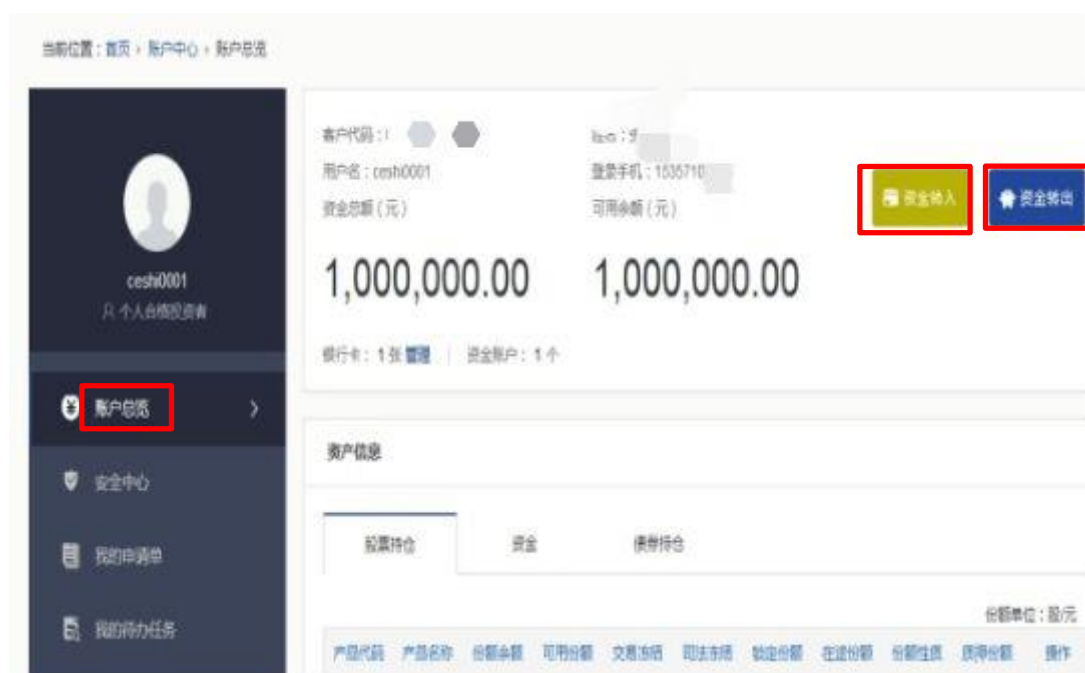 当前位置：首页 › 账户中心 › 账户总览
客户代码：
用户名：ceshi0001
登录手机：1535710
资金总额（元）
可用余额（元）
资金转入
资金转出
1,000,000.00
1,000,000.00
银行卡：1 张 管理 | 资金账户：1 个
ceshi0001
个人合格投资者
账户总览
安全中心
我的申请单
我的待办任务
资产信息
股票持仓 资金 债券持仓
份额单位：股/元
产品代码 产品名称 份额余额 可用份额 交易冻结 司法冻结 锁定份额 在途份额 份额性质 质押份额 操作